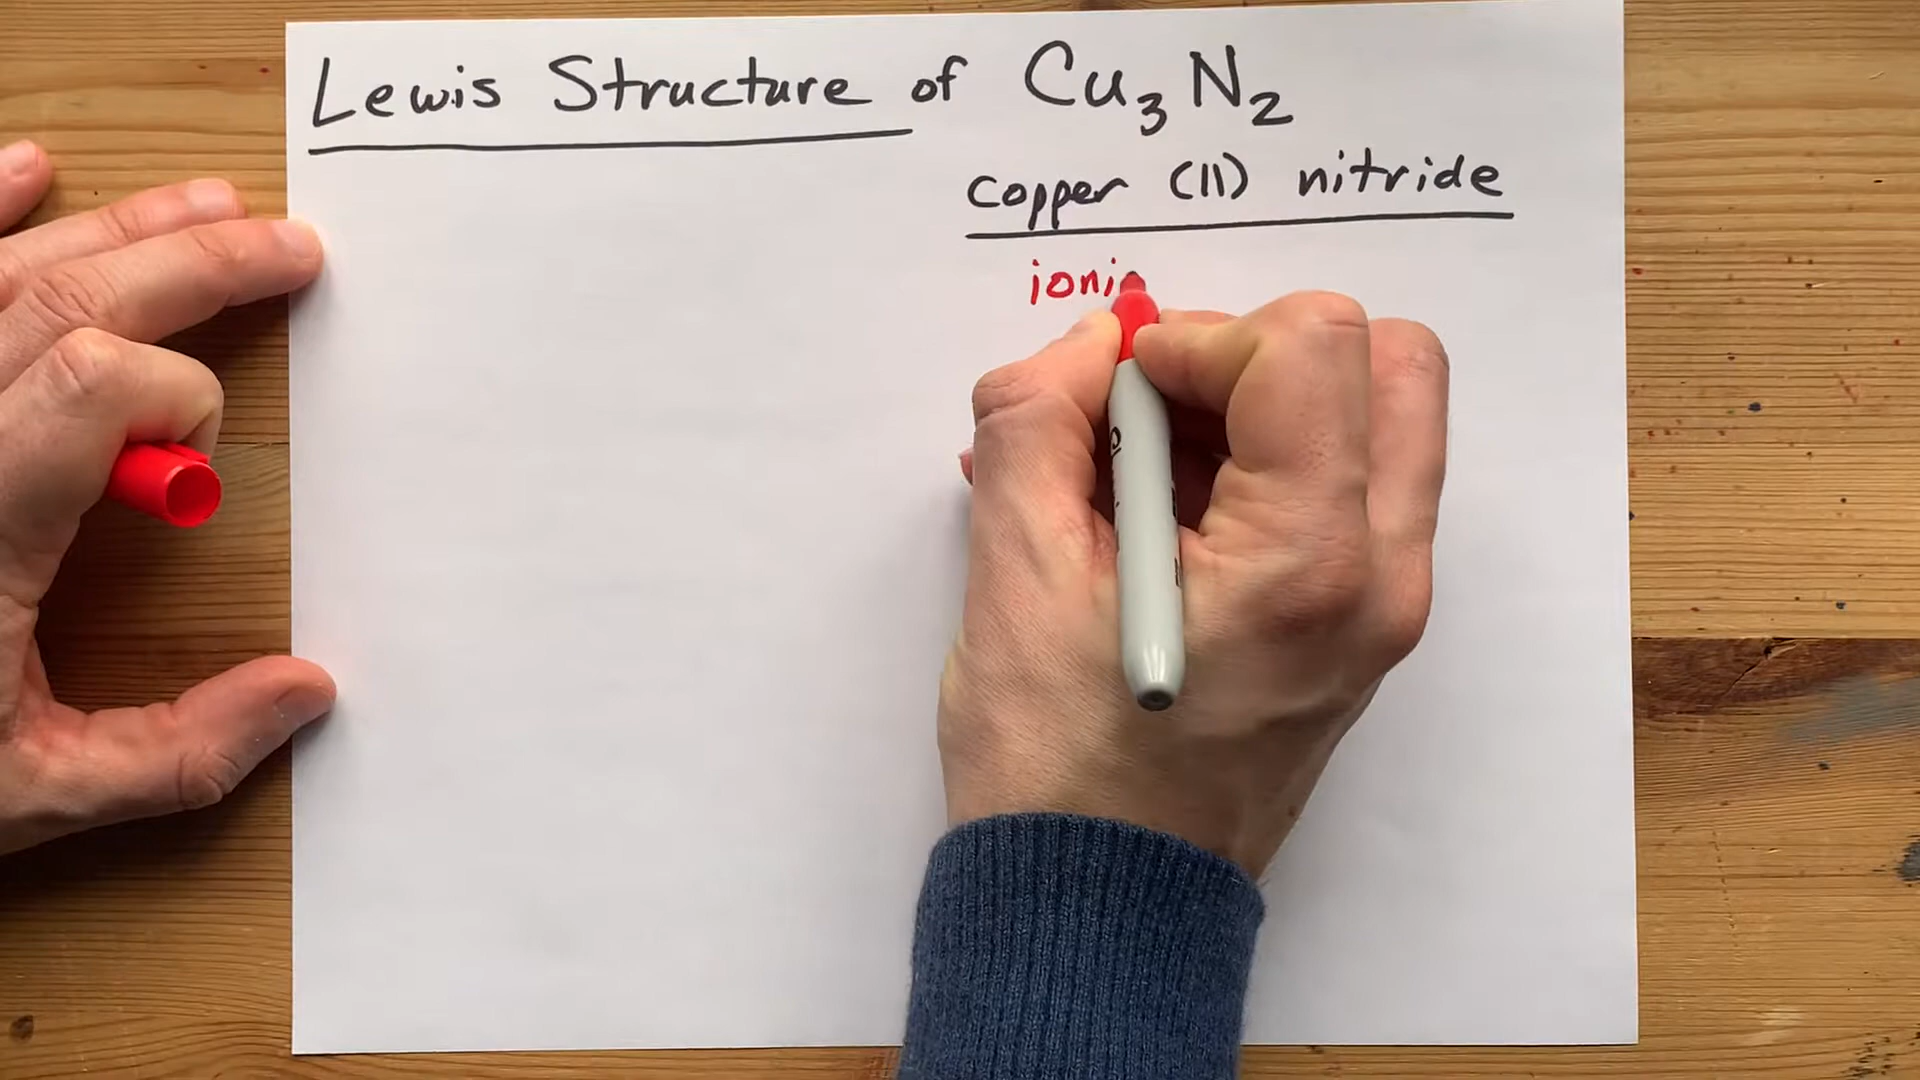 Lewis Structure of Cu₃N₂
copper (II) nitride
ioni